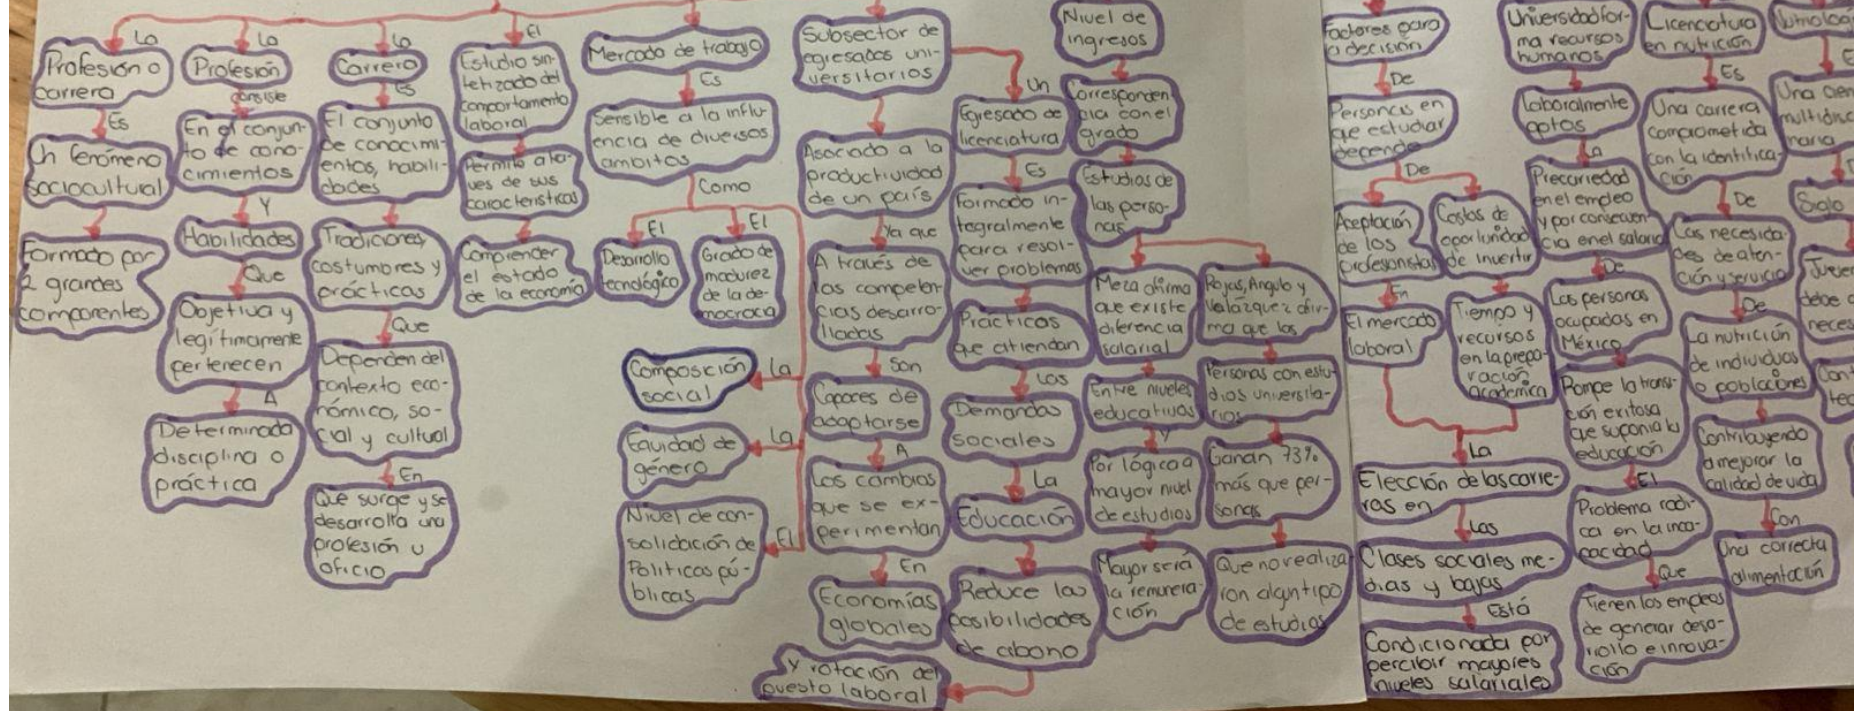 La
Profesión o
carrera
Es
Un fenómeno
sociocultural
Formado por
2 grandes
componentes
La
Profesión
consise
En el conjun-
to de cono-
cimientos
Y
Habilidades
Que
Objetiva y
legítimamente
pertenecen
A
Determinada
disciplina o
práctica
La
Carrera
Es
El conjunto
de conocimi-
entos, habili-
dades
Tradiciones,
costumbres y
prácticas
Que
Dependen del
contexto eco-
nómico, so-
cial y cultual
En
Que surge y se
desarrolla una
profesión u
oficio
El
Estudio sin-
tetizado del
comportamento
laboral
Permite a
ves de sus
características
Comprender
el estado
de la economía
Mercado de trabajo
Es
Sensible a la influ-
encia de diversos
ambitos
Como
El
Desarrollo
tecnológico
El
Grado de
madurez
de la de-
mocracia
La
Composición
social
La
Equidad de
género
El
Nivel de con-
solidación de
Políticas pú-
blicas
Subsector de
egresados uni-
versitarios
Asociado a la
productividad
de un país
Ya que
A través de
las competen-
cias desarro-
lladas
Son
Capaces de
adaptarse
A
Los cambios
que se ex-
perimentan
En
Economías
globales
Un
Egresado de
licenciatura
Es
Formado in-
tegralmente
para resol-
ver problemas
Prácticas
que atiendan
Las
Demandas
sociales
La
Educación
Reduce las
posibilidades
de abono
y rotación del
puesto laboral
Nivel de
ingresos
Corresponden-
cia con el
grado
Estudios de
las perso-
nas
Meza afirma
que existe
diferencia
salarial
Entre niveles
educativos
Y
Por lógica a
mayor nivel
de estudios
Mayor será
la remunera-
ción
Rojas, Angulo y
Velázquez afir-
ma que las
Personas con estu-
dios universita-
rios
Ganan 73%
más que per-
sonas
Que no realiza-
ron algún tipo
de estudios
Factores para
la decisión
De
Personas en
que estudiar
depende
De
Aceptación
de los
profesionistas
En
El mercado
laboral
Costos de
oportunidad
de invertir
Tiempo y
recursos
en la prepa-
ración
académica
La
Elección de las carre-
ras en
Las
Clases sociales me-
dias y bajas
Está
Condicionada por
percibir mayores
niveles salariales
Universidad for-
ma recursos
humanos
Laboralmente
aptos
La
Precariedad
en el empleo
y por consecuen-
cia en el salario
De
Las personas
ocupadas en
México
Rompe la transi-
ción exitosa
que suponía la
educación
El
Problema radi-
ca en la inca-
pacidad
Que
Tienen los empleos
de generar desa-
rrollo e innova-
ción
Licenciatura
en nutrición
Es
Una carrera
comprometida
con la identifica-
ción
De
Las necesida-
des de aten-
ción y servicio
De
La nutrición
de individuos
o poblaciones
Contribuyendo
a mejorar la
calidad de vida
Con
Una correcta
alimentación
Una
Siglo
debe